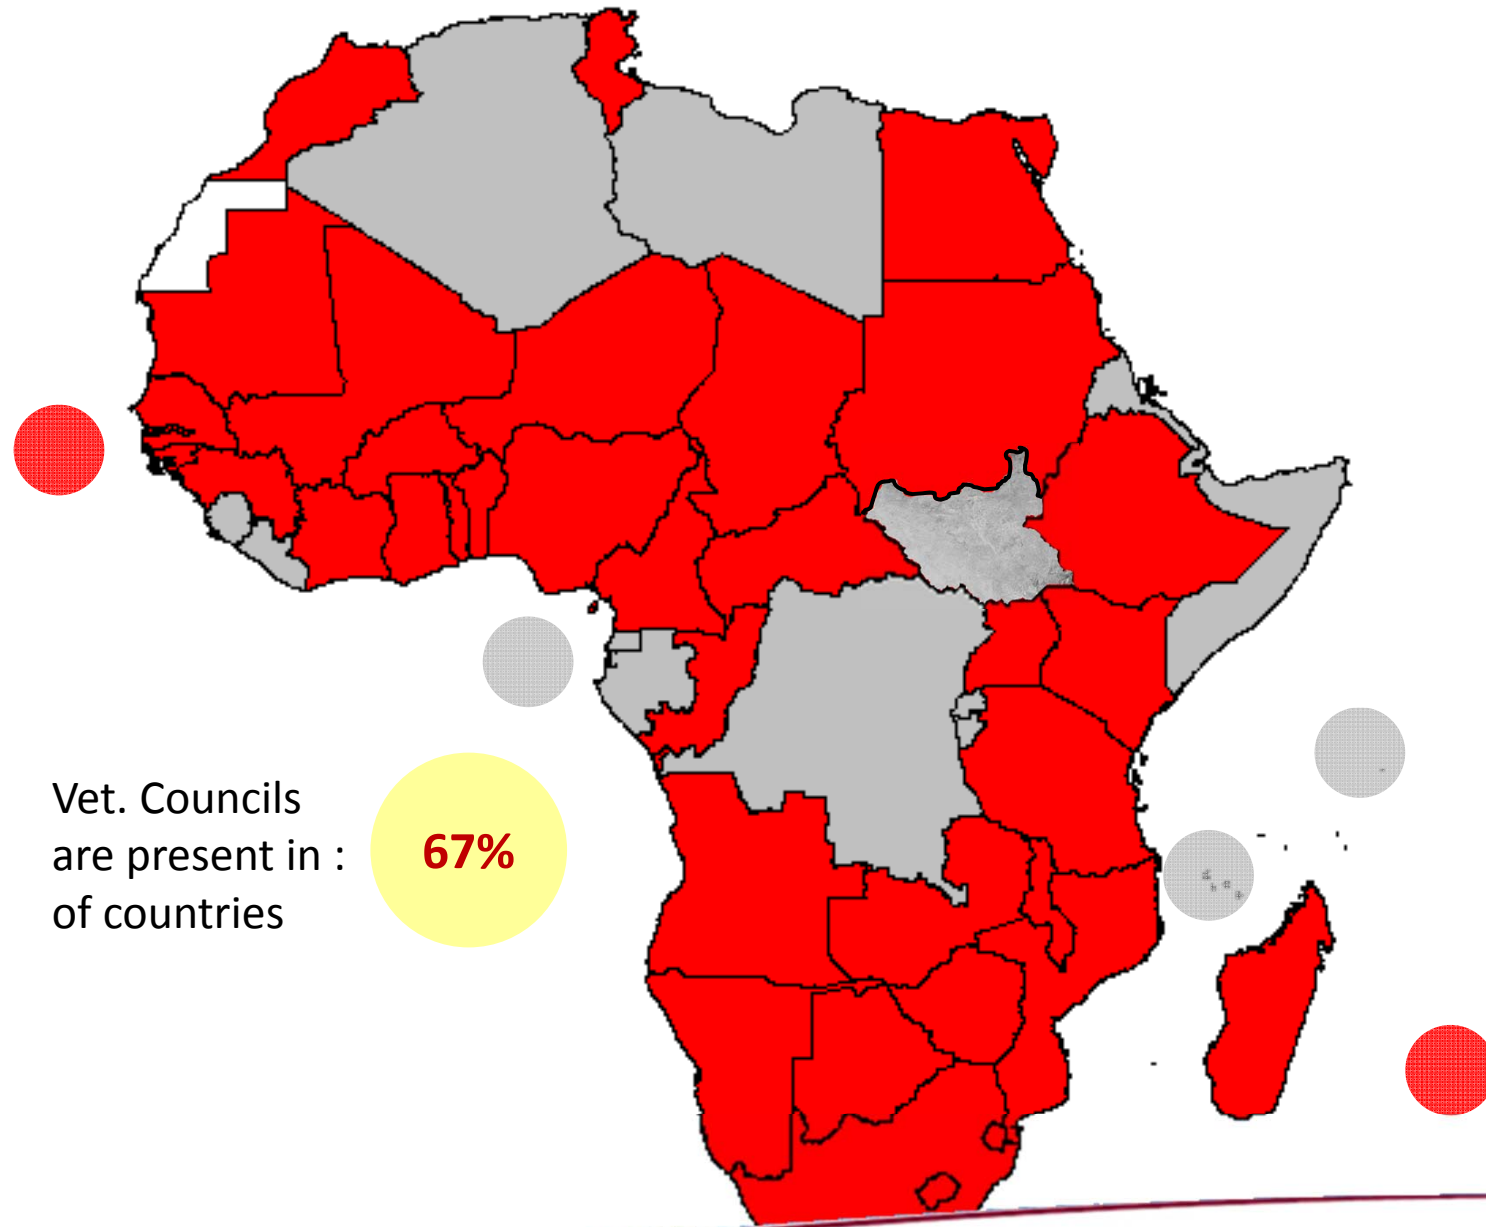 Vet. Councils
are present in :
of countries
67%